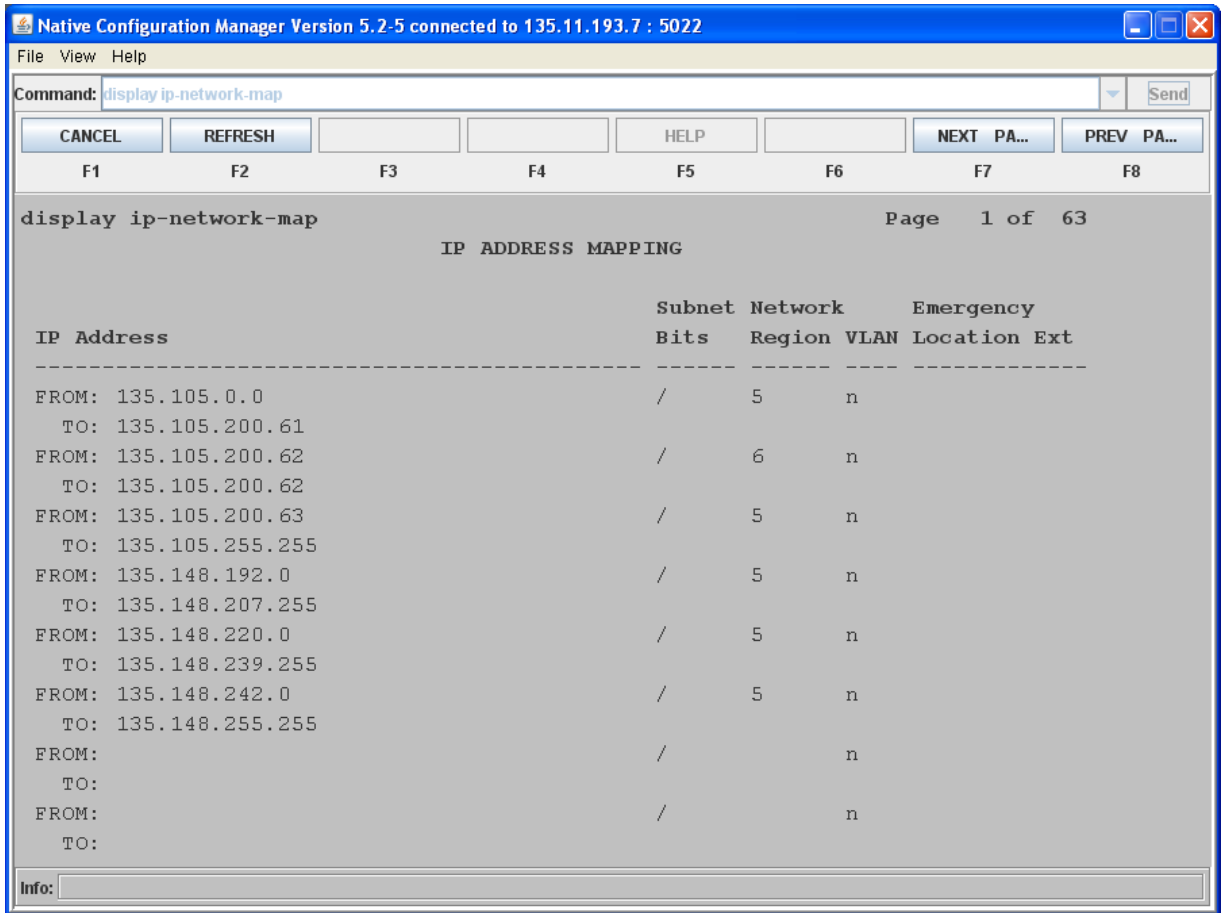 Native Configuration Manager Version 5.2-5 connected to 135.11.193.7 : 5022
File View Help
Command: display ip-network-map Send
CANCEL REFRESH HELP NEXT PA... PREV PA...
F1 F2 F3 F4 F5 F6 F7 F8
display ip-network-map Page 1 of 63
IP ADDRESS MAPPING
Subnet Network Emergency
IP Address Bits Region VLAN Location Ext
--------------------------------------------- ------ ------ ---- -------------
FROM: 135.105.0.0 / 5 n
TO: 135.105.200.61
FROM: 135.105.200.62 / 6 n
TO: 135.105.200.62
FROM: 135.105.200.63 / 5 n
TO: 135.105.255.255
FROM: 135.148.192.0 / 5 n
TO: 135.148.207.255
FROM: 135.148.220.0 / 5 n
TO: 135.148.239.255
FROM: 135.148.242.0 / 5 n
TO: 135.148.255.255
FROM: / n
TO:
FROM: / n
TO:
Info: